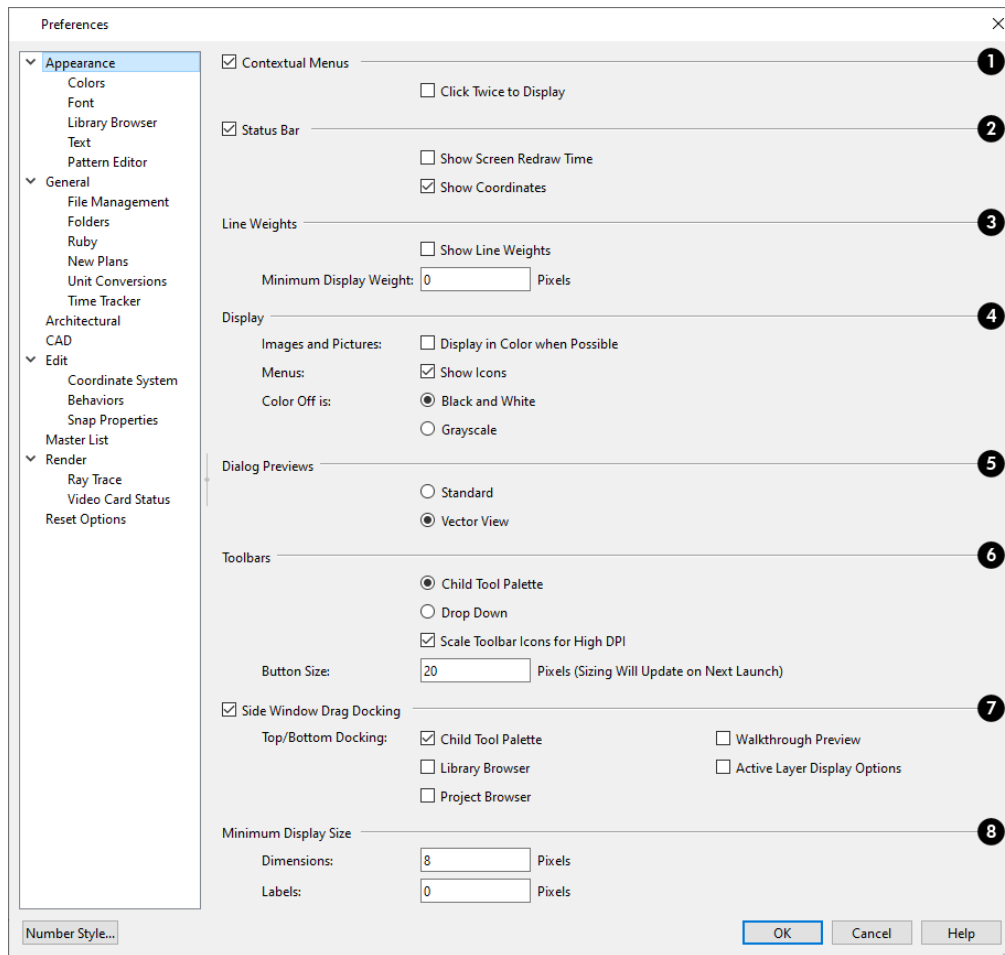 Preferences
Appearance
Colors
Font
Library Browser
Text
Pattern Editor
General
File Management
Folders
Ruby
New Plans
Unit Conversions
Time Tracker
Architectural
CAD
Edit
Coordinate System
Behaviors
Snap Properties
Master List
Render
Ray Trace
Video Card Status
Reset Options
Contextual Menus 1
Click Twice to Display
Status Bar 2
Show Screen Redraw Time
Show Coordinates
Line Weights 3
Show Line Weights
Minimum Display Weight: 0 Pixels
Display 4
Images and Pictures: Display in Color when Possible
Menus: Show Icons
Color Off is: Black and White
Grayscale
Dialog Previews 5
Standard
Vector View
Toolbars 6
Child Tool Palette
Drop Down
Scale Toolbar Icons for High DPI
Button Size: 20 Pixels (Sizing Will Update on Next Launch)
Side Window Drag Docking 7
Top/Bottom Docking: Child Tool Palette Walkthrough Preview
Library Browser Active Layer Display Options
Project Browser
Minimum Display Size 8
Dimensions: 8 Pixels
Labels: 0 Pixels
Number Style... OK Cancel Help